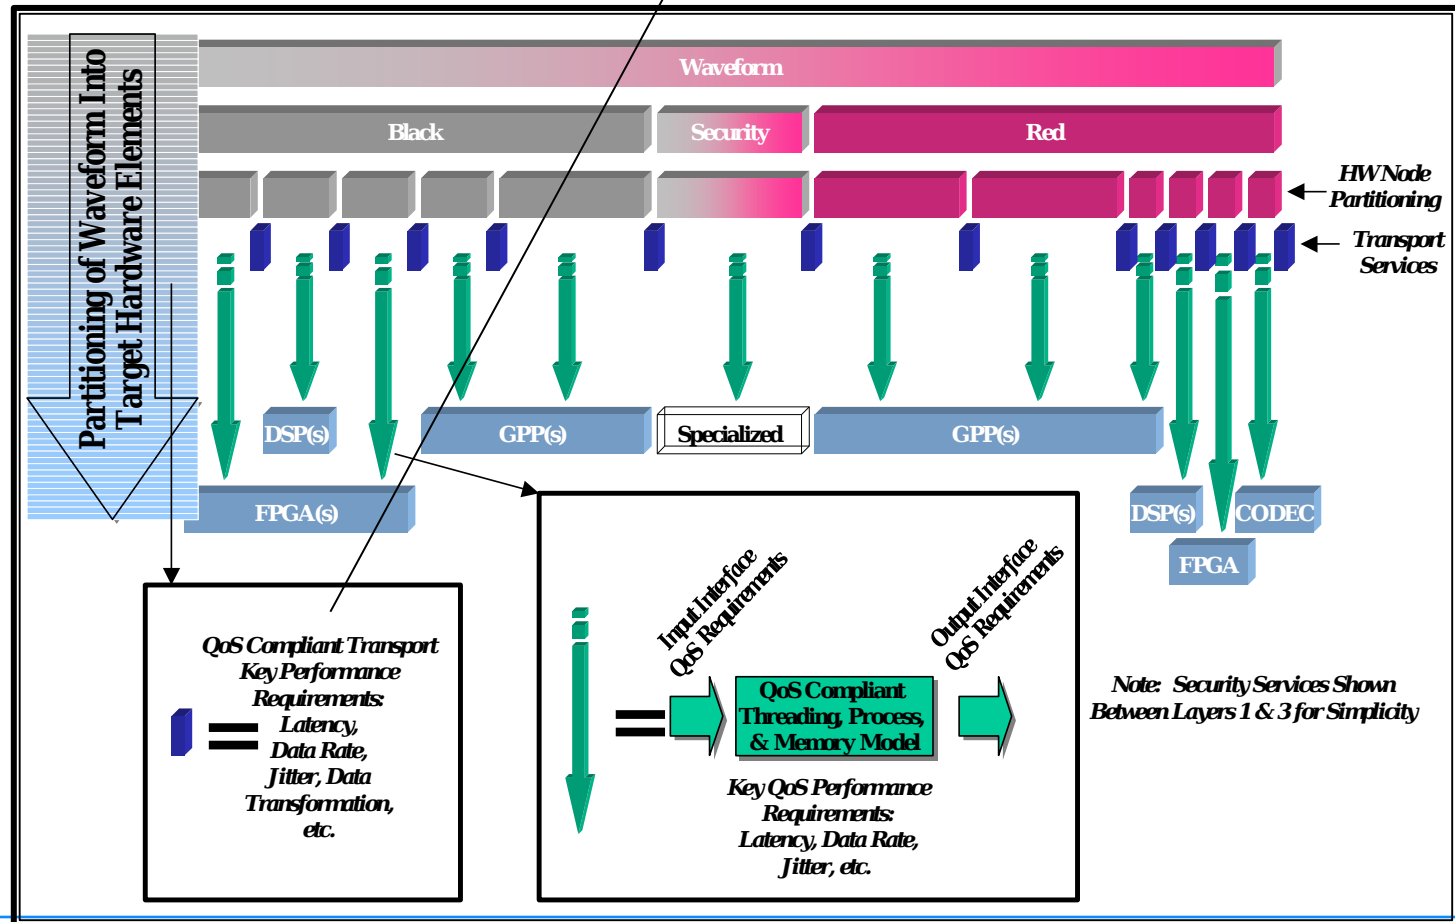 Partitioning of Waveform Into
Target Hardware Elements
Waveform
Black
Security
Red
HW Node
Partitioning
Transport
Services
DSP(s)
GPP(s)
Specialized
GPP(s)
FPGA(s)
DSP(s)
CODEC
FPGA
QoS Compliant Transport
Key Performance
Requirements:
Latency,
Data Rate,
Jitter, Data
Transformation,
etc.
Input Interface
QoS Requirements
Output Interface
QoS Requirements
QoS Compliant
Threading, Process,
& Memory Model
Key QoS Performance
Requirements:
Latency, Data Rate,
Jitter, etc.
Note: Security Services Shown
Between Layers 1 & 3 for Simplicity